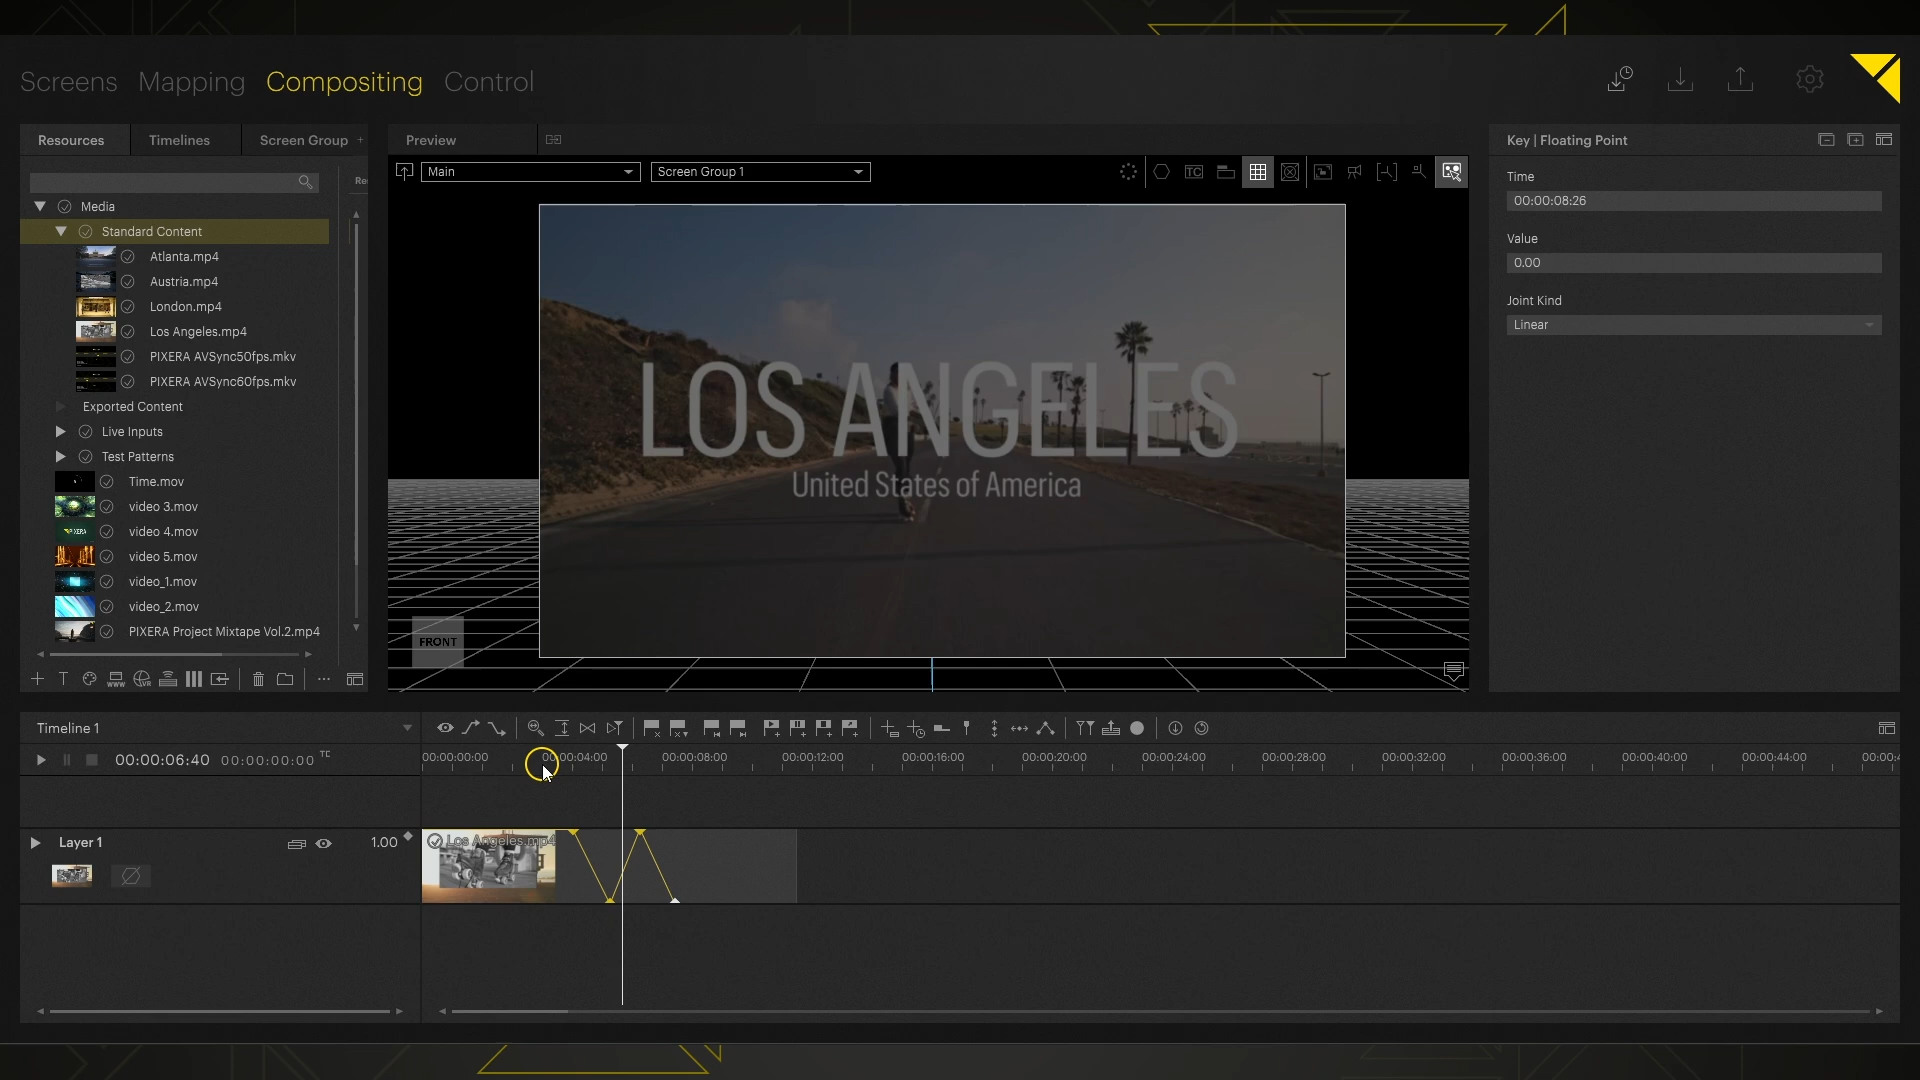 Screens Mapping Compositing Control
Resources Timelines Screen Group +
Preview
Key | Floating Point
Main
Screen Group 1
TC
Re
Time
00:00:08:26
Value
0.00
Joint Kind
Linear
Media
Standard Content
Atlanta.mp4
Austria.mp4
London.mp4
Los Angeles.mp4
PIXERA AVSync50fps.mkv
PIXERA AVSync60fps.mkv
Exported Content
Live Inputs
Test Patterns
Time.mov
video 3.mov
video 4.mov
video 5.mov
video_1.mov
video_2.mov
PIXERA Project Mixtape Vol.2.mp4
LOS ANGELES
United States of America
FRONT
T
WWW
VR
Timeline 1
00:00:06:40 00:00:00:00 TC
00:00:00:00 00:00:04:00 00:00:08:00 00:00:12:00 00:00:16:00 00:00:20:00 00:00:24:00 00:00:28:00 00:00:32:00 00:00:36:00 00:00:40:00 00:00:44:00 00:00:4
Layer 1
1.00
Los Angeles.mp4